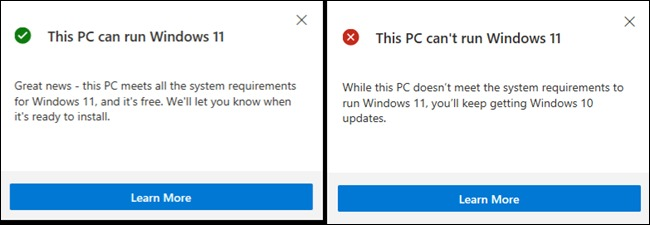 This PC can run Windows 11
Great news - this PC meets all the system requirements
for Windows 11, and it's free. We'll let you know when
it's ready to install.
Learn More
This PC can't run Windows 11
While this PC doesn't meet the system requirements to
run Windows 11, you'll keep getting Windows 10
updates.
Learn More